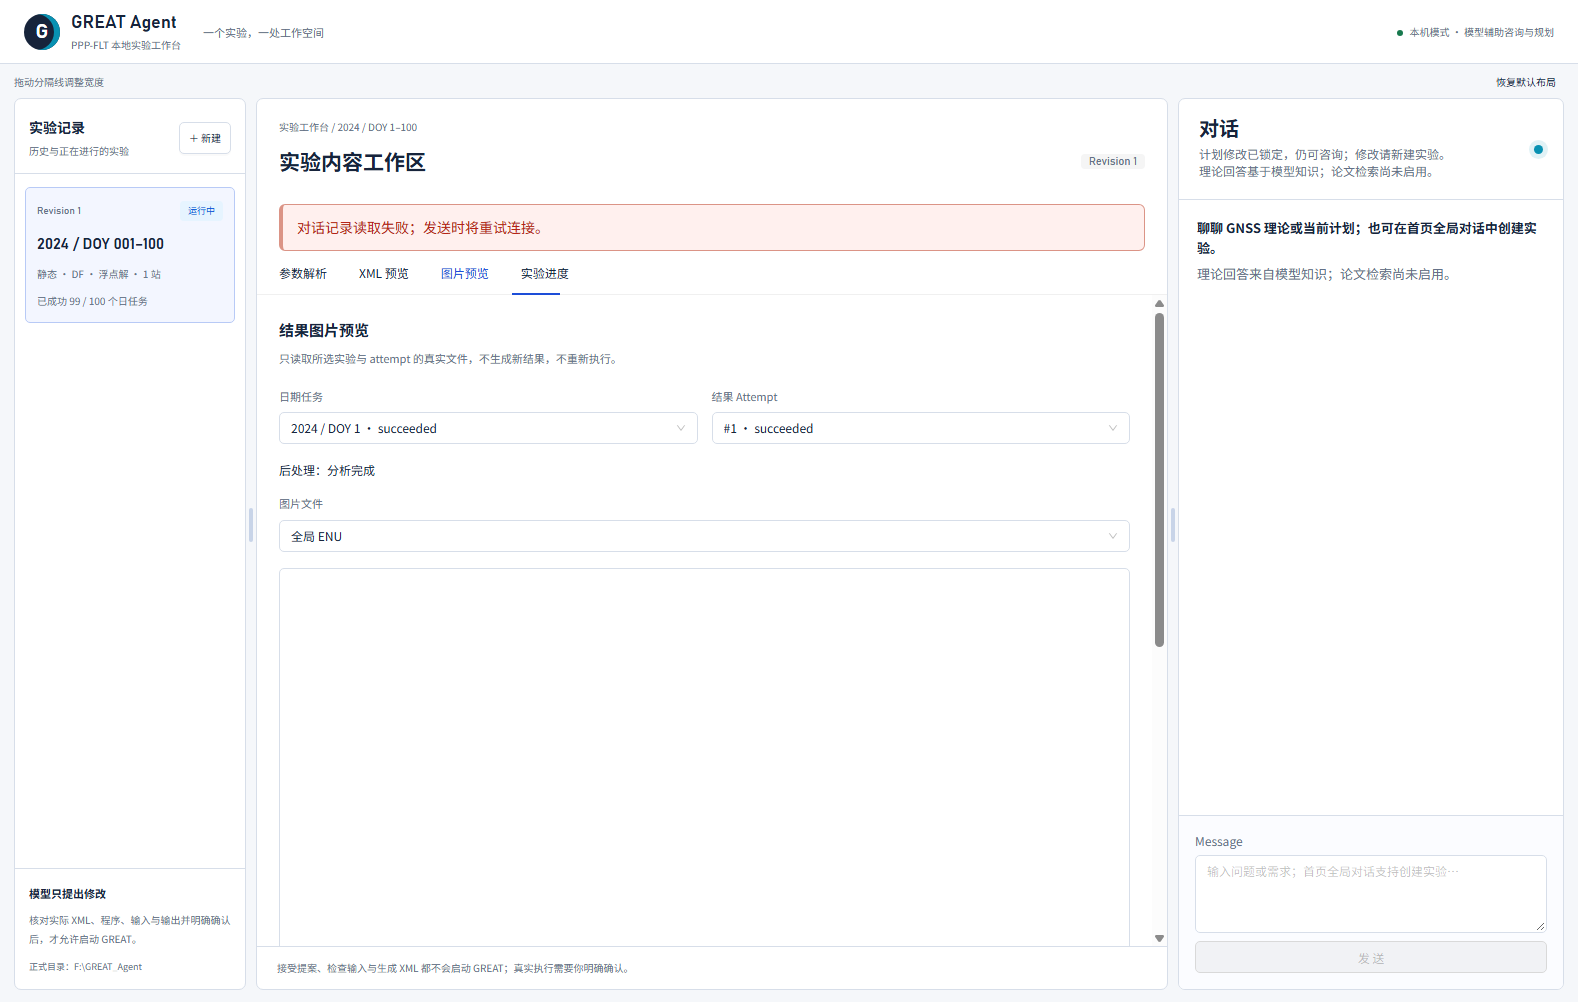 G
GREAT Agent
PPP-FLT 本地实验工作台
一个实验，一处工作空间
本机模式 · 模型辅助咨询与规划
拖动分隔线调整宽度
恢复默认布局
实验记录
历史与正在进行的实验
+ 新建
Revision 1
运行中
2024 / DOY 001–100
静态 · DF · 浮点解 · 1 站
已成功 99 / 100 个日任务
模型只提出修改
核对实际 XML、程序、输入与输出并明确确认
后，才允许启动 GREAT。
正式目录：F:\GREAT_Agent
实验工作台 / 2024 / DOY 1–100
实验内容工作区
Revision 1
对话记录读取失败；发送时将重试连接。
参数解析
XML 预览
图片预览
实验进度
结果图片预览
只读取所选实验与 attempt 的真实文件，不生成新结果，不重新执行。
日期任务
结果 Attempt
2024 / DOY 1 · succeeded
#1 · succeeded
后处理：分析完成
图片文件
全局 ENU
接受提案、检查输入与生成 XML 都不会启动 GREAT；真实执行需要你明确确认。
对话
计划修改已锁定，仍可咨询；修改请新建实验。
理论回答基于模型知识；论文检索尚未启用。
聊聊 GNSS 理论或当前计划；也可在首页全局对话中创建实
验。
理论回答来自模型知识；论文检索尚未启用。
Message
输入问题或需求；首页全局对话支持创建实验…
发 送